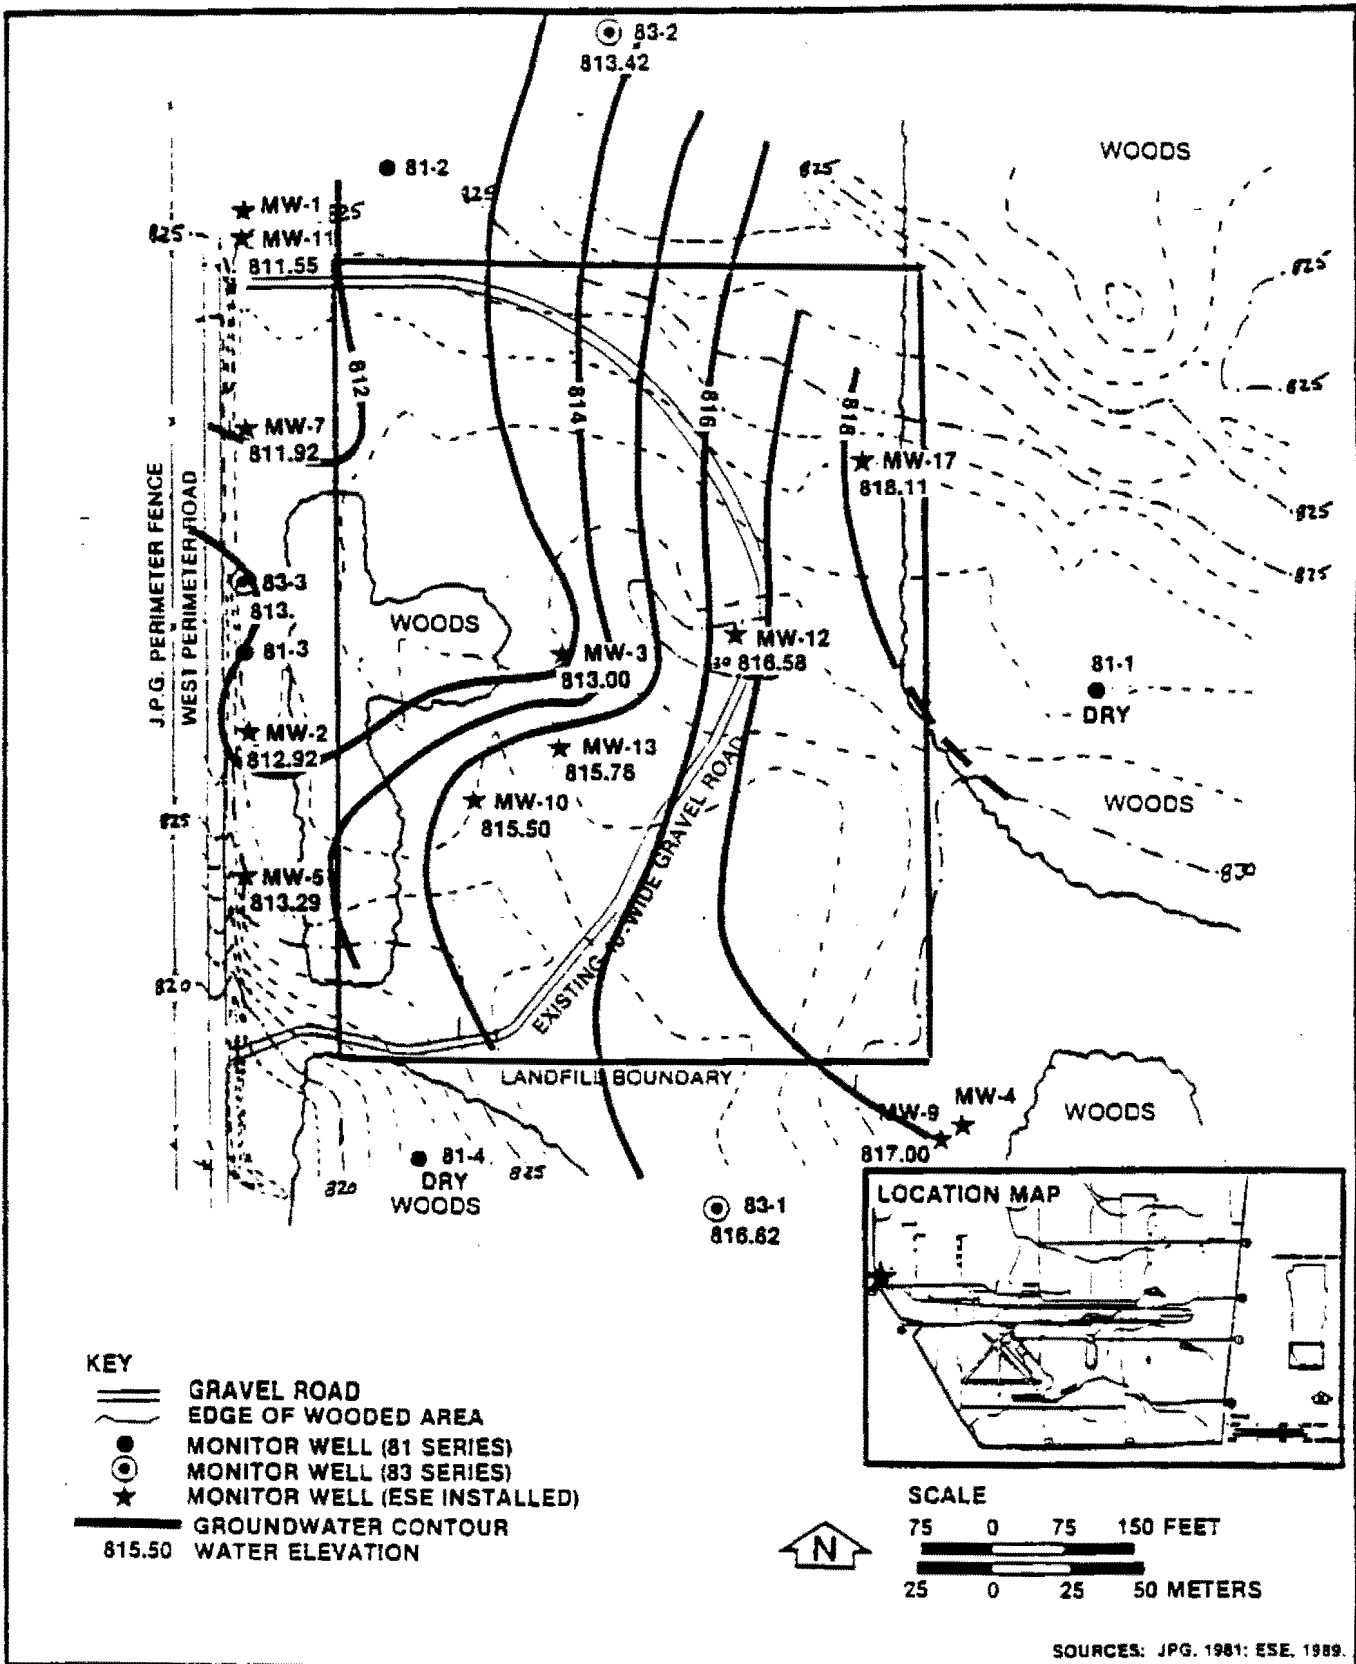 83-2
813.42
WOODS
81-2
825
825
MW-1
825
825
MW-11
811.55
825
812
814
816
818
825
MW-7
811.92
MW-17
818.11
825
J.P.G. PERIMETER FENCE
WEST PERIMETER ROAD
825
83-3
813.
WOODS
81-3
MW-3
813.00
MW-12
816.58
81-1
DRY
MW-2
812.92
MW-13
815.76
MW-10
815.50
WOODS
825
MW-5
813.29
830
820
EXISTING WIDE GRAVEL ROAD
LANDFILL BOUNDARY
MW-9
MW-4
817.00
WOODS
81-4
DRY
WOODS
825
820
83-1
816.62
LOCATION MAP
KEY
GRAVEL ROAD
EDGE OF WOODED AREA
MONITOR WELL (81 SERIES)
MONITOR WELL (83 SERIES)
MONITOR WELL (ESE INSTALLED)
GROUNDWATER CONTOUR
815.50 WATER ELEVATION
N
SCALE
75 0 75 150 FEET
25 0 25 50 METERS
SOURCES: JPG, 1981; ESE, 1989.